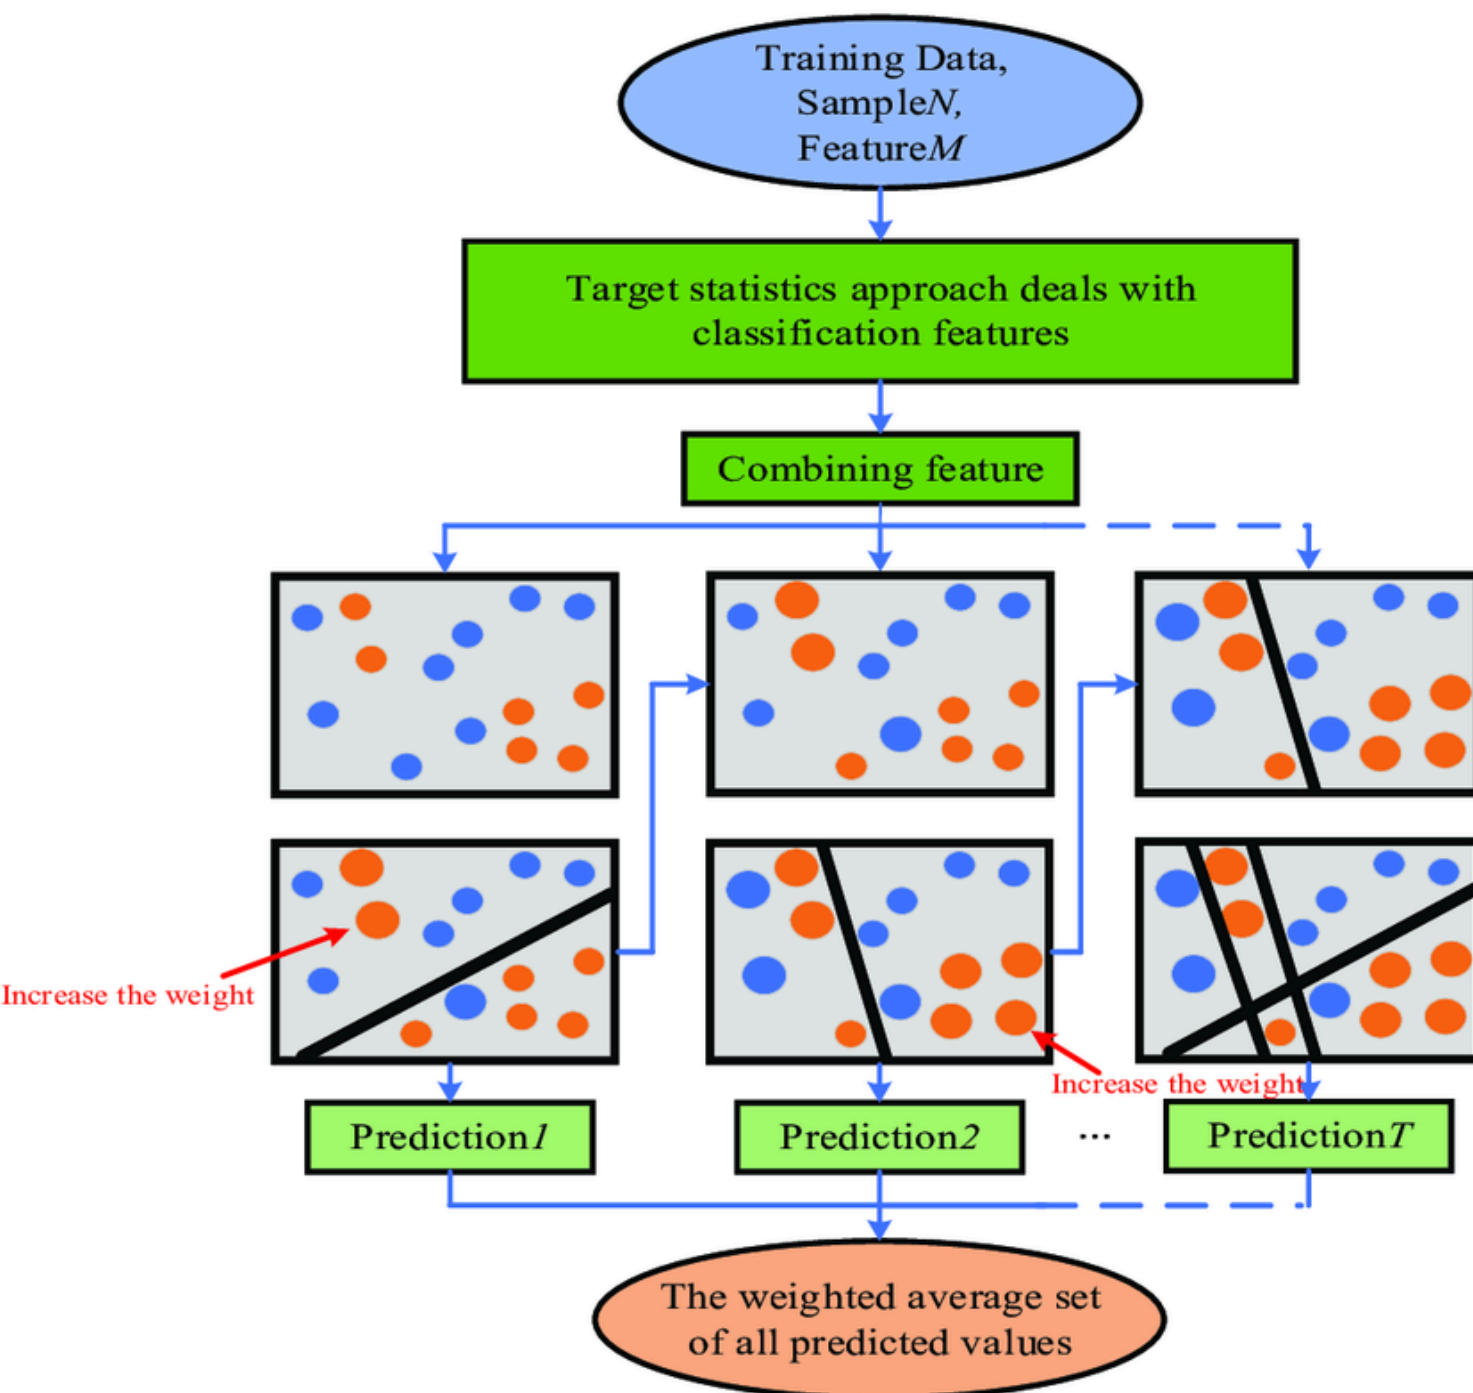 Training Data,
SampleN,
FeatureM
Target statistics approach deals with
classification features
Combining feature
Increase the weight
Increase the weight
Prediction1
Prediction2
...
PredictionT
The weighted average set
of all predicted values